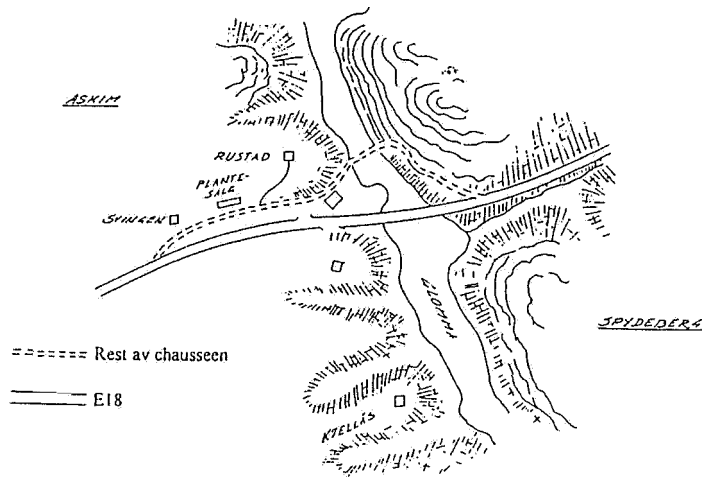 ASKIM
RUSTAD
PLANTE-
SALG
SVINGEN
GLOMMA
SPYDEBERG
Rest av chausseen
E18
KJELLÅS